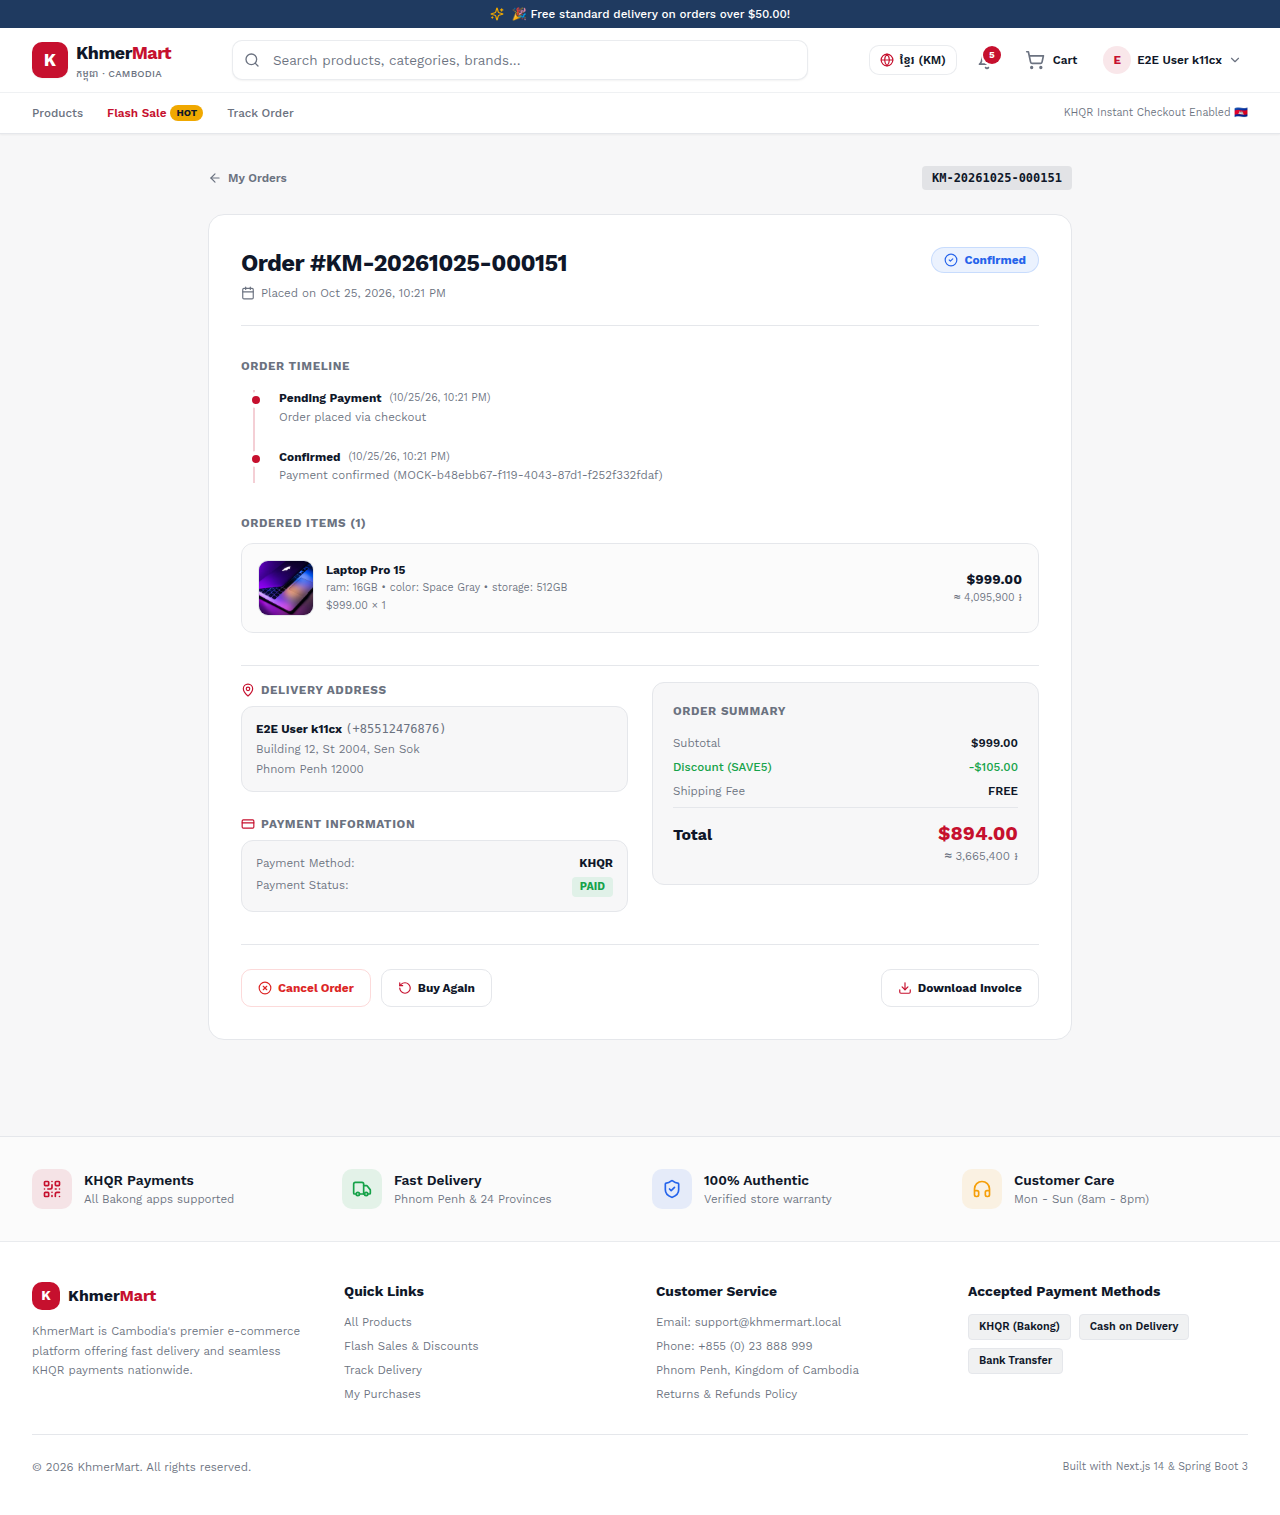 ✨ 🎉 Free standard delivery on orders over $50.00!
K
KhmerMart
កម្ពុជា · CAMBODIA
Search products, categories, brands...
ខ្មែរ (KM)
5
Cart
E
E2E User k11cx
Products
Flash Sale HOT
Track Order
KHQR Instant Checkout Enabled 🇰🇭
My Orders
KM-20261025-000151
Order #KM-20261025-000151
Confirmed
Placed on Oct 25, 2026, 10:21 PM
ORDER TIMELINE
Pending Payment (10/25/26, 10:21 PM)
Order placed via checkout
Confirmed (10/25/26, 10:21 PM)
Payment confirmed (MOCK-b48ebb67-f119-4043-87d1-f252f332fdaf)
ORDERED ITEMS (1)
Laptop Pro 15
ram: 16GB • color: Space Gray • storage: 512GB
$999.00 × 1
$999.00
≈ 4,095,900 ៛
DELIVERY ADDRESS
E2E User k11cx (+85512476876)
Building 12, St 2004, Sen Sok
Phnom Penh 12000
PAYMENT INFORMATION
Payment Method: KHQR
Payment Status: PAID
ORDER SUMMARY
Subtotal $999.00
Discount (SAVE5) -$105.00
Shipping Fee FREE
Total $894.00
≈ 3,665,400 ៛
Cancel Order
Buy Again
Download Invoice
KHQR Payments
All Bakong apps supported
Fast Delivery
Phnom Penh & 24 Provinces
100% Authentic
Verified store warranty
Customer Care
Mon - Sun (8am - 8pm)
K KhmerMart
KhmerMart is Cambodia's premier e-commerce
platform offering fast delivery and seamless
KHQR payments nationwide.
Quick Links
All Products
Flash Sales & Discounts
Track Delivery
My Purchases
Customer Service
Email: support@khmermart.local
Phone: +855 (0) 23 888 999
Phnom Penh, Kingdom of Cambodia
Returns & Refunds Policy
Accepted Payment Methods
KHQR (Bakong)
Cash on Delivery
Bank Transfer
© 2026 KhmerMart. All rights reserved.
Built with Next.js 14 & Spring Boot 3